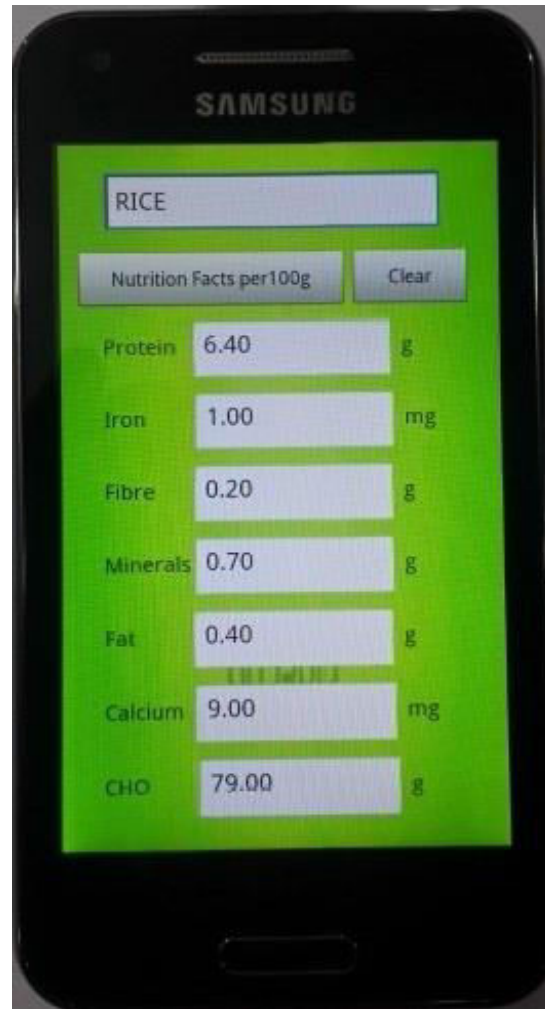 SAMSUNG
RICE
Nutrition Facts per100g Clear
Protein 6.40 g
Iron 1.00 mg
Fibre 0.20 g
Minerals 0.70 g
Fat 0.40 g
Calcium 9.00 mg
CHO 79.00 g